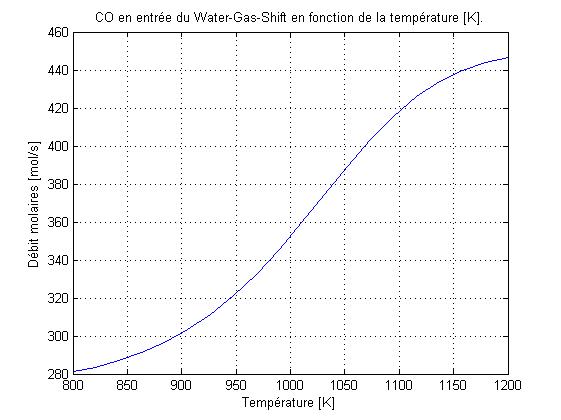 CO en entrée du Water-Gas-Shift en fonction de la température [K].
460
440
420
400
380
360
340
320
300
280
Débit molaires [mol/s]
800 850 900 950 1000 1050 1100 1150 1200
Température [K]